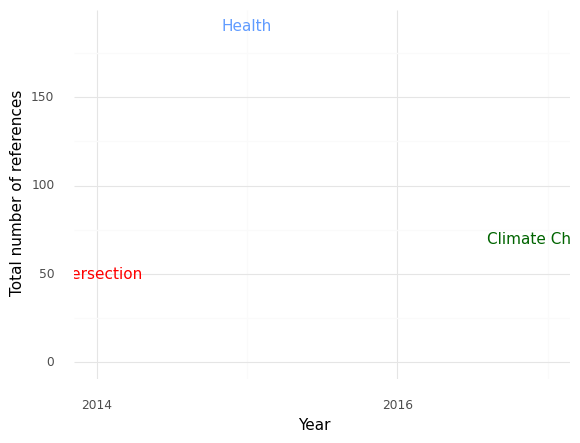 Health
150
100
Climate Ch
ersection
50
0
2014
2016
Year
Total number of references